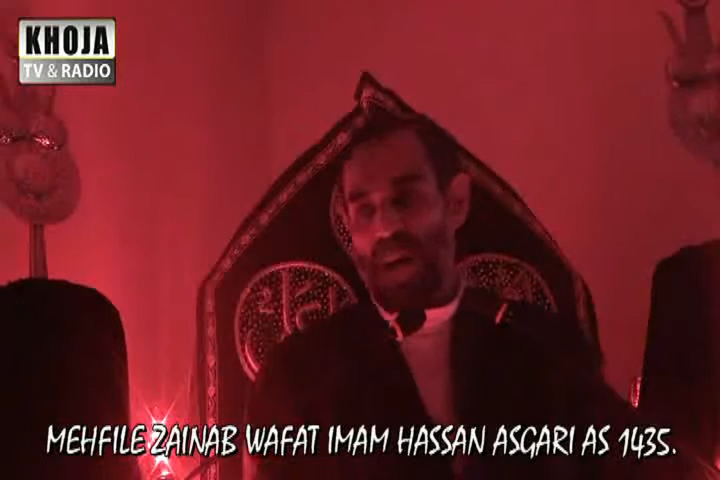 KHOJA
TV & RADIO
MEHFILE ZAINAB WAFAT IMAM HASSAN ASGARI AS 1435.